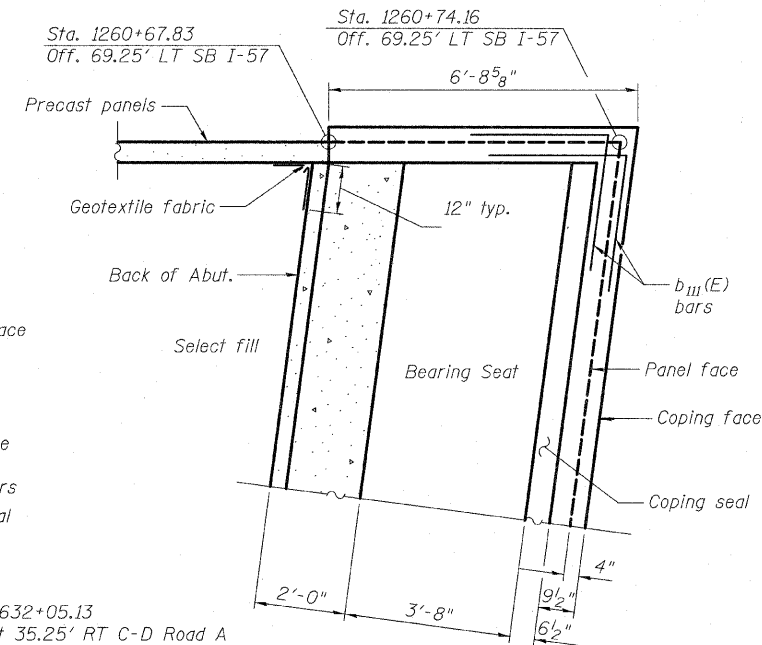 Sta. 1260+67.83
Off. 69.25' LT SB I-57
Sta. 1260+74.16
Off. 69.25' LT SB I-57
6'-8⅝"
Precast panels
Geotextile fabric
12" typ.
Back of Abut.
b111(E)
bars
ace
Select fill
Bearing Seat
Panel face
Coping face
e
rs
al
Coping seal
4"
9½"
2'-0"
3'-8"
6½"
632+05.13
t 35.25' RT C-D Road A